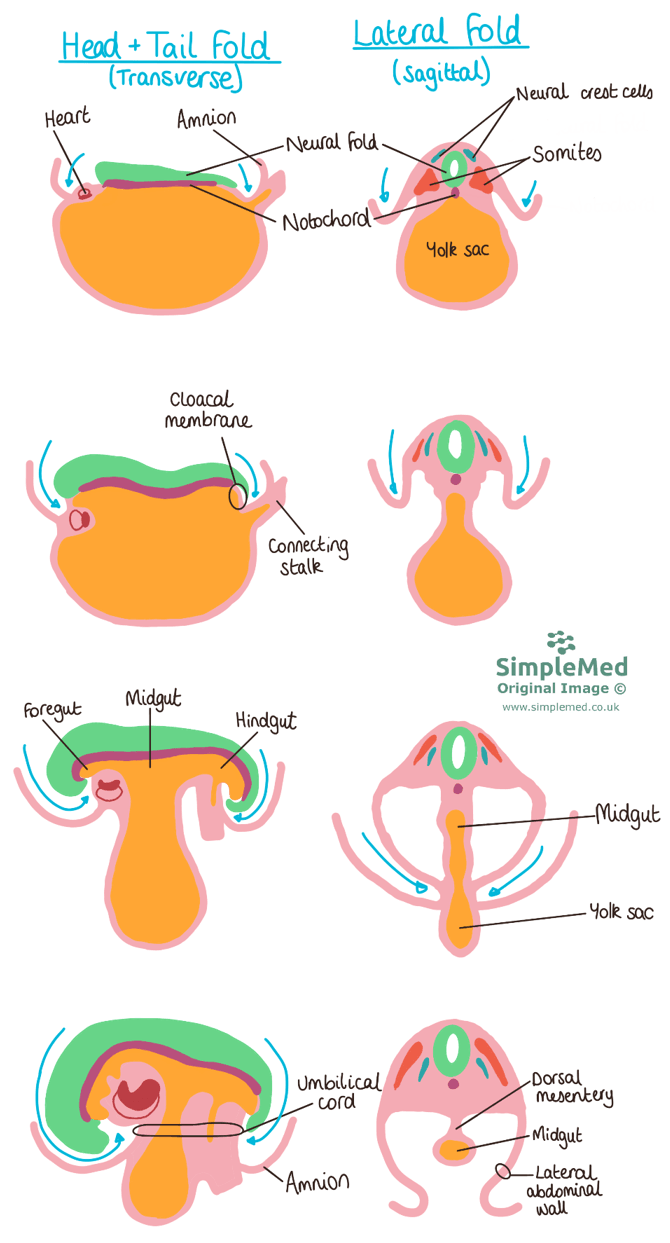 Head + Tail Fold
(Transverse)
Lateral Fold
(Sagittal)
Heart
Amnion
Neural fold
Notochord
Neural crest cells
Somites
Yolk sac
Cloacal
membrane
Connecting
stalk
SimpleMed
Original Image ©
www.simplemed.co.uk
Foregut
Midgut
Hindgut
Midgut
Yolk sac
Umbilical
cord
Amnion
Dorsal
mesentery
Midgut
Lateral
abdominal
wall